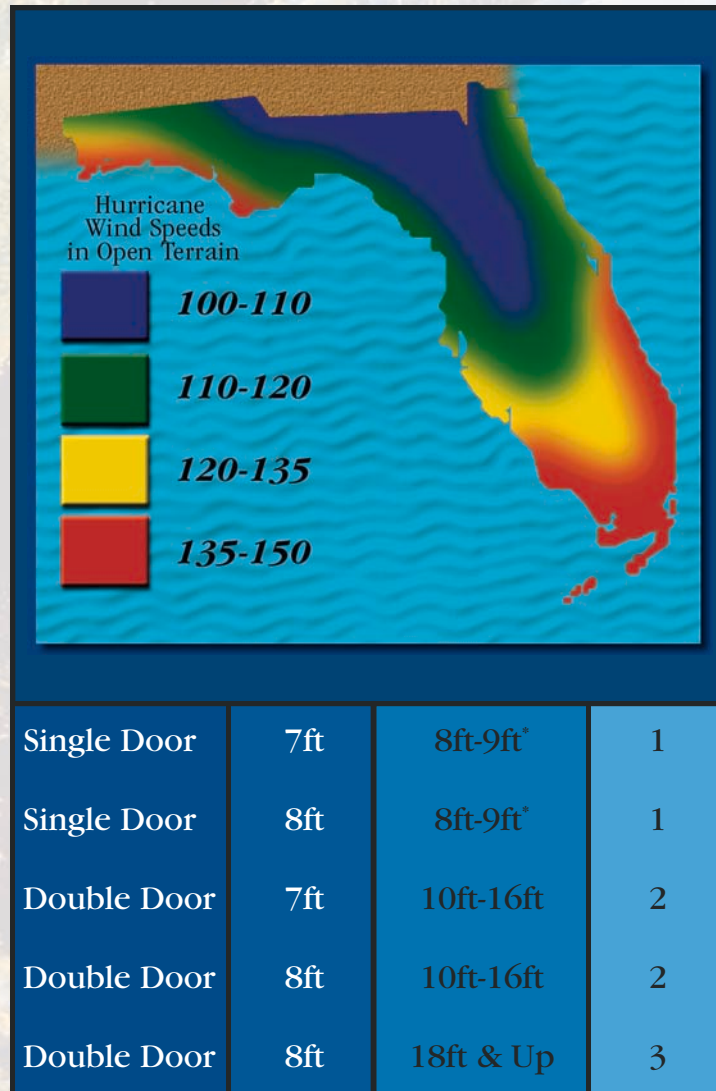 Hurricane
Wind Speeds
in Open Terrain
100-110
110-120
120-135
135-150
Single Door 7ft 8ft-9ft* 1
Single Door 8ft 8ft-9ft* 1
Double Door 7ft 10ft-16ft 2
Double Door 8ft 10ft-16ft 2
Double Door 8ft 18ft & Up 3